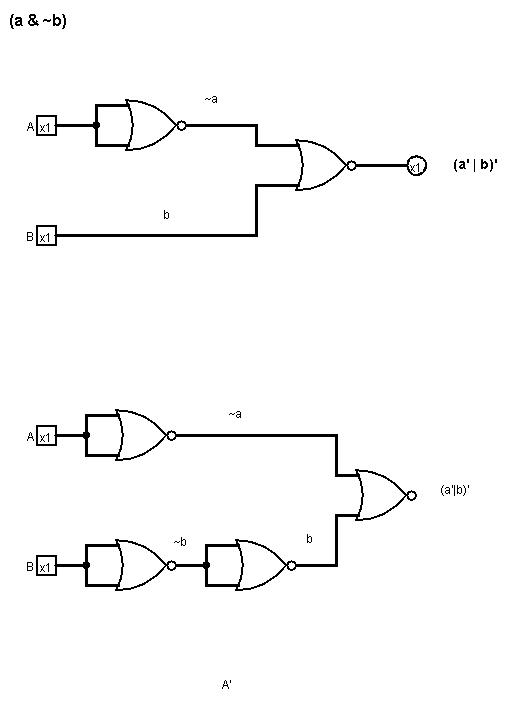 (a & ~b)
~a
A x1
x1 (a' | b)'
b
B x1
~a
A x1
(a'|b)'
~b b
B x1
A'